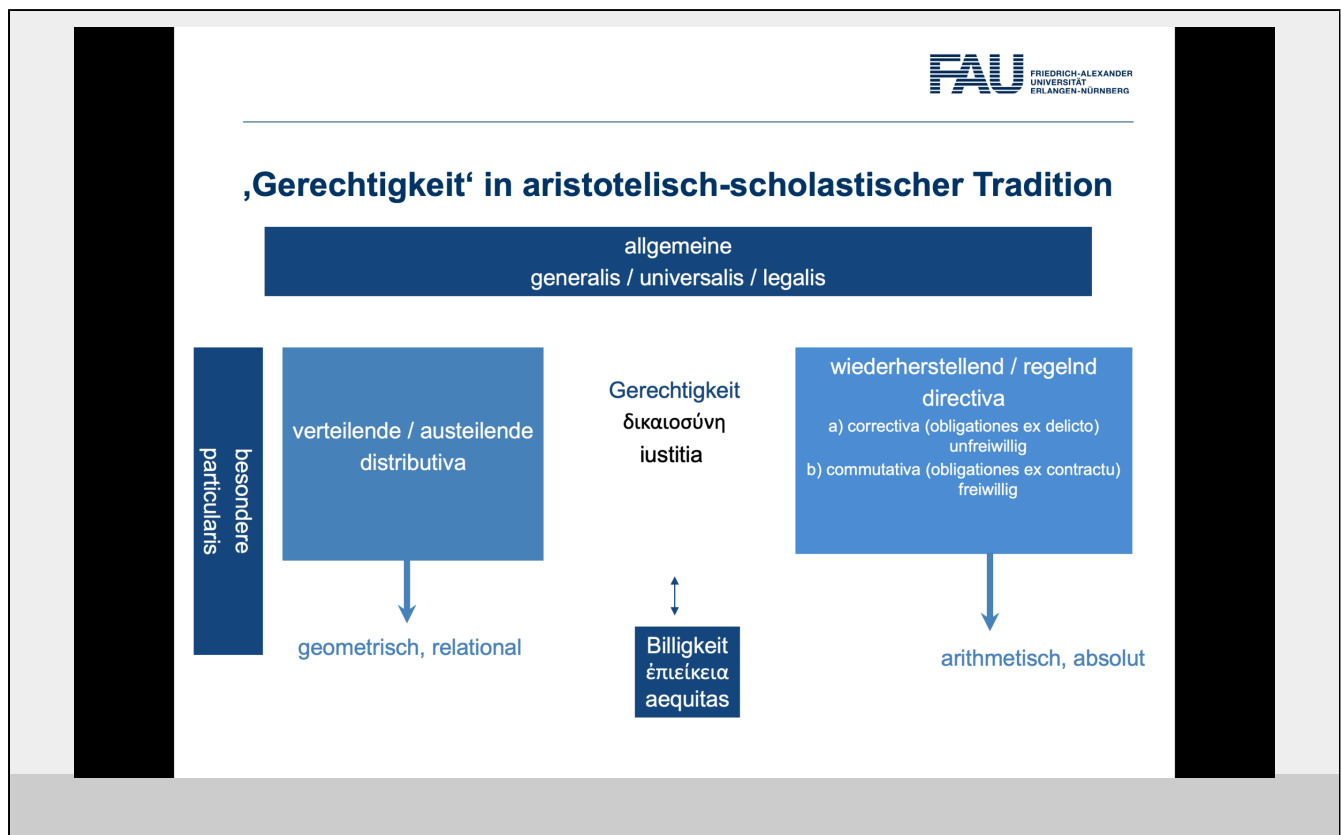 FAU
FRIEDRICH-ALEXANDER
UNIVERSITÄT
ERLANGEN-NÜRNBERG
‚Gerechtigkeit‘ in aristotelisch-scholastischer Tradition
allgemeine
generalis / universalis / legalis
besondere
particularis
verteilende / austeilende
distributiva
geometrisch, relational
Gerechtigkeit
δικαιοσύνη
iustitia
Billigkeit
ἐπιείκεια
aequitas
wiederherstellend / regelnd
directiva
a) correctiva (obligationes ex delicto)
unfreiwillig
b) commutativa (obligationes ex contractu)
freiwillig
arithmetisch, absolut